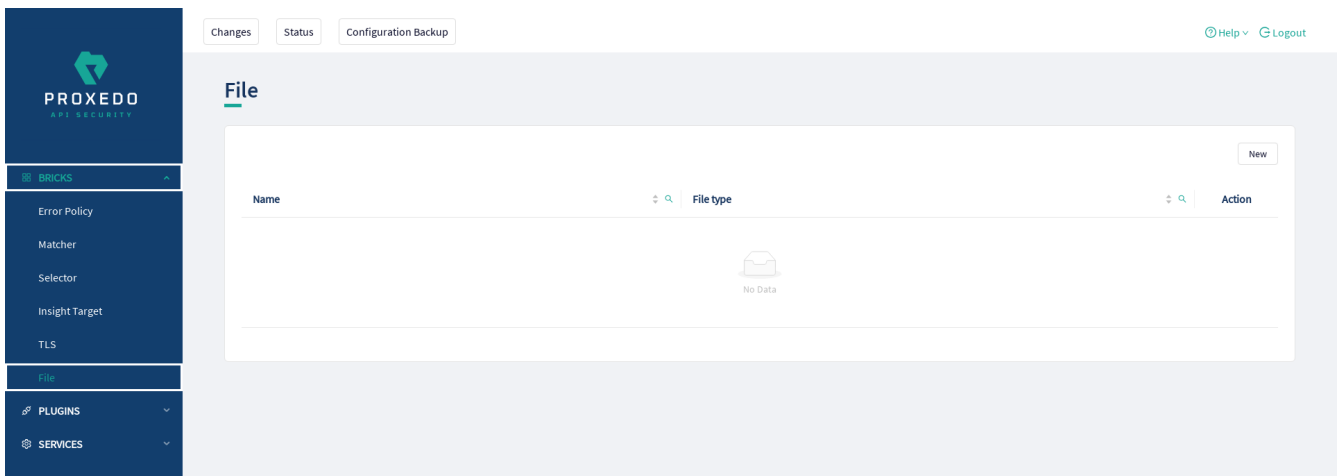 Changes Status Configuration Backup Help Logout
PROXEDO
API SECURITY
File
New
BRICKS
Name File type Action
Error Policy
Matcher
Selector
No Data
Insight Target
TLS
File
PLUGINS
SERVICES